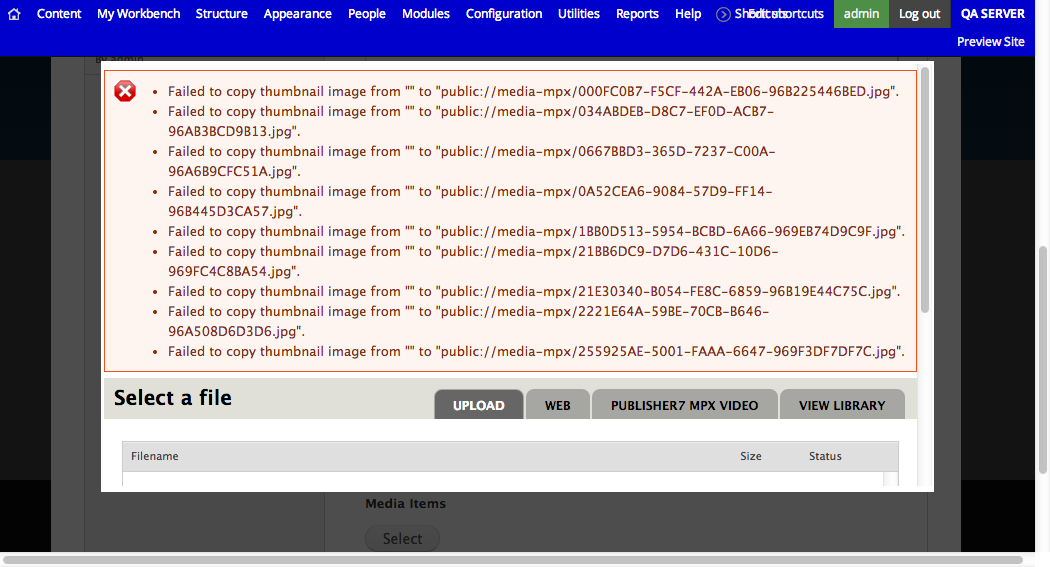 Content My Workbench Structure Appearance People Modules Configuration Utilities Reports Help Shortcuts Edit shortcuts admin Log out QA SERVER
Preview Site
By admin
Failed to copy thumbnail image from "" to "public://media-mpx/000FC0B7-F5CF-442A-EB06-96B225446BED.jpg".
Failed to copy thumbnail image from "" to "public://media-mpx/034ABDEB-D8C7-EF0D-ACB7-
96AB3BCD9B13.jpg".
Failed to copy thumbnail image from "" to "public://media-mpx/0667BBD3-365D-7237-C00A-
96A6B9CFC51A.jpg".
Failed to copy thumbnail image from "" to "public://media-mpx/0A52CEA6-9084-57D9-FF14-
96B445D3CA57.jpg".
Failed to copy thumbnail image from "" to "public://media-mpx/1BB0D513-5954-BCBD-6A66-969EB74D9C9F.jpg".
Failed to copy thumbnail image from "" to "public://media-mpx/21BB6DC9-D7D6-431C-10D6-
969FC4C8BA54.jpg".
Failed to copy thumbnail image from "" to "public://media-mpx/21E30340-B054-FE8C-6859-96B19E44C75C.jpg".
Failed to copy thumbnail image from "" to "public://media-mpx/2221E64A-59BE-70CB-B646-
96A508D6D3D6.jpg".
Failed to copy thumbnail image from "" to "public://media-mpx/255925AE-5001-FAAA-6647-969F3DF7DF7C.jpg".
Select a file
UPLOAD WEB PUBLISHER7 MPX VIDEO VIEW LIBRARY
Filename Size Status
Media Items
Select